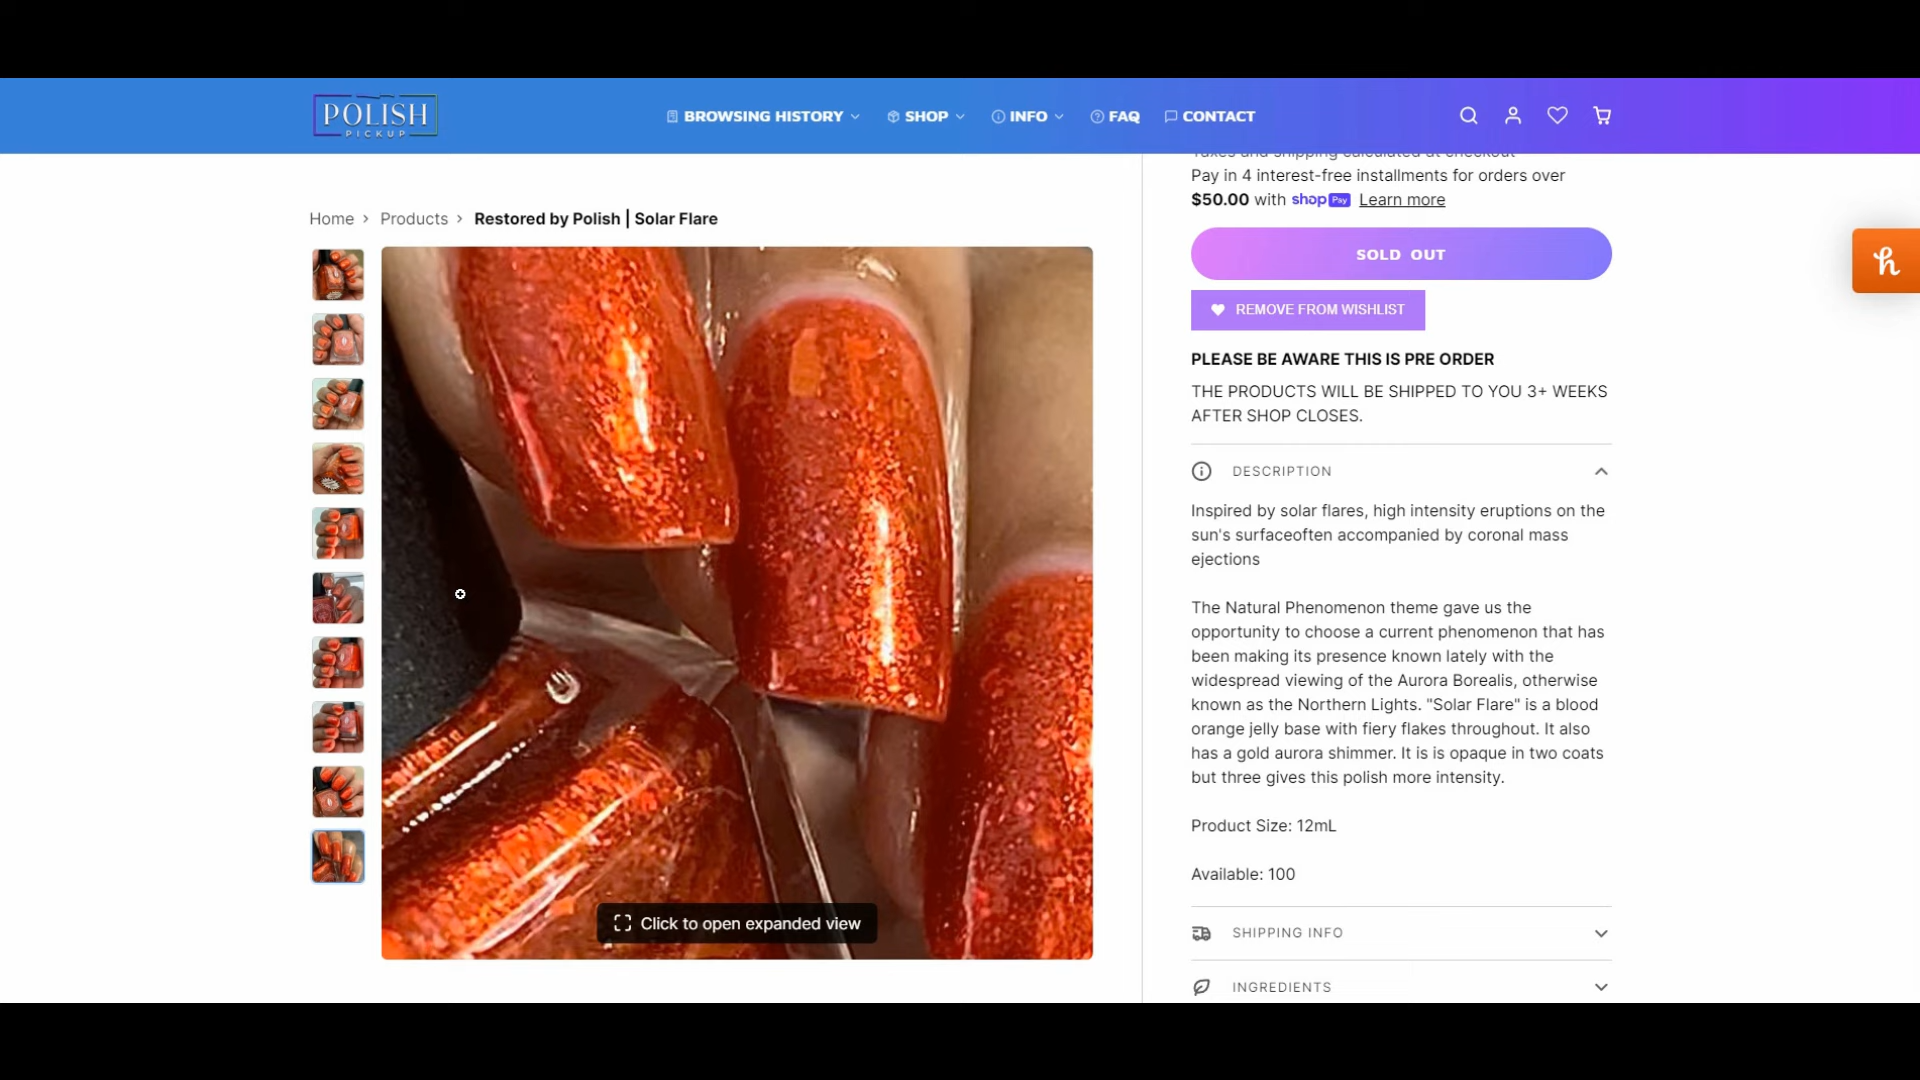 POLISH
PICKUP
BROWSING HISTORY
SHOP
INFO
FAQ
CONTACT
Taxes and shipping calculated at checkout
Pay in 4 interest-free installments for orders over
$50.00 with shop Pay Learn more
Home > Products > Restored by Polish | Solar Flare
SOLD OUT
REMOVE FROM WISHLIST
PLEASE BE AWARE THIS IS PRE ORDER
THE PRODUCTS WILL BE SHIPPED TO YOU 3+ WEEKS
AFTER SHOP CLOSES.
DESCRIPTION
Inspired by solar flares, high intensity eruptions on the
sun's surfaceoften accompanied by coronal mass
ejections
The Natural Phenomenon theme gave us the
opportunity to choose a current phenomenon that has
been making its presence known lately with the
widespread viewing of the Aurora Borealis, otherwise
known as the Northern Lights. "Solar Flare" is a blood
orange jelly base with fiery flakes throughout. It also
has a gold aurora shimmer. It is is opaque in two coats
but three gives this polish more intensity.
Product Size: 12mL
Available: 100
Click to open expanded view
SHIPPING INFO
INGREDIENTS